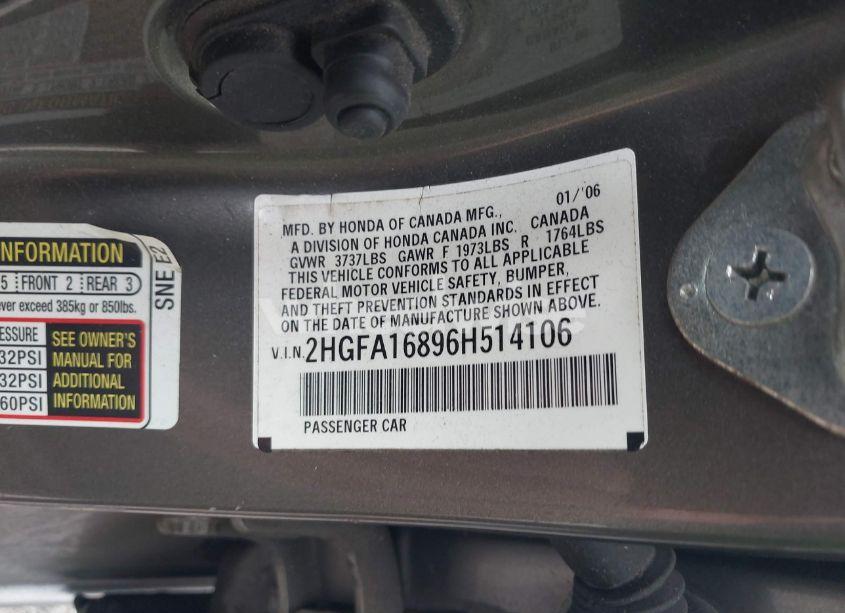 01/'06
MFD. BY HONDA OF CANADA MFG.,
A DIVISION OF HONDA CANADA INC. CANADA
GVWR 3737LBS GAWR F 1973LBS R 1764LBS
THIS VEHICLE CONFORMS TO ALL APPLICABLE
FEDERAL MOTOR VEHICLE SAFETY, BUMPER,
AND THEFT PREVENTION STANDARDS IN EFFECT
ON THE DATE OF MANUFACTURE SHOWN ABOVE.
V.I.N. 2HGFA16896H514106
PASSENGER CAR
INFORMATION
5 FRONT 2 REAR 3
ever exceed 385kg or 850lbs.
ESSURE
32PSI
32PSI
60PSI
SEE OWNER'S
MANUAL FOR
ADDITIONAL
INFORMATION
SNE E2